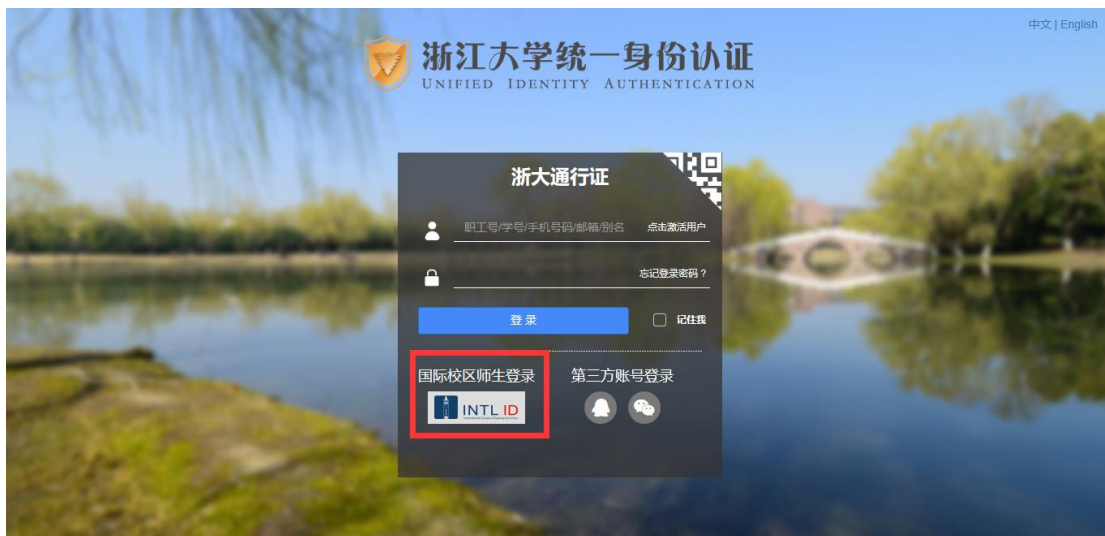 中文 | English
浙江大学统一身份认证
UNIFIED IDENTITY AUTHENTICATION
浙大通行证
职工号/学号/手机号码/邮箱/别名 点击激活用户
忘记登录密码？
登录 记住我
国际校区师生登录 第三方账号登录
INTL ID